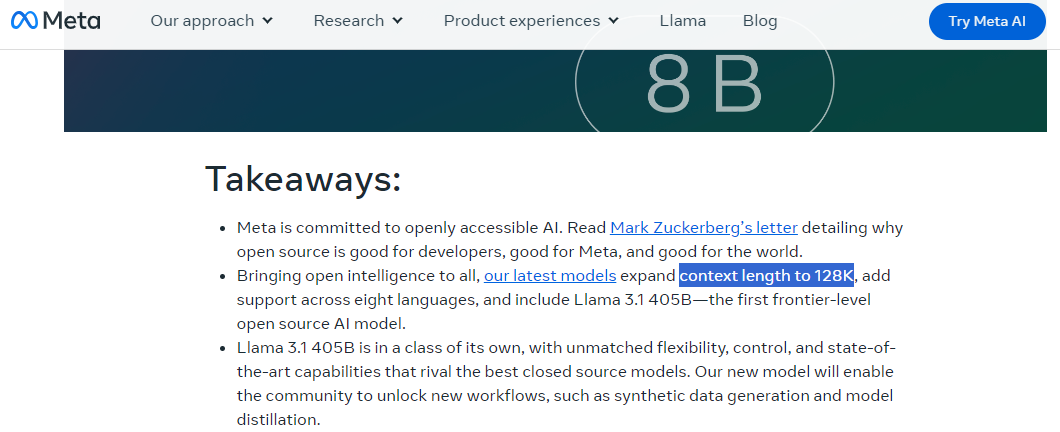 Meta Our approach Research Product experiences Llama Blog Try Meta AI
8 B
Takeaways:
• Meta is committed to openly accessible AI. Read Mark Zuckerberg’s letter detailing why
open source is good for developers, good for Meta, and good for the world.
• Bringing open intelligence to all, our latest models expand context length to 128K, add
support across eight languages, and include Llama 3.1 405B—the first frontier-level
open source AI model.
• Llama 3.1 405B is in a class of its own, with unmatched flexibility, control, and state-of-
the-art capabilities that rival the best closed source models. Our new model will enable
the community to unlock new workflows, such as synthetic data generation and model
distillation.